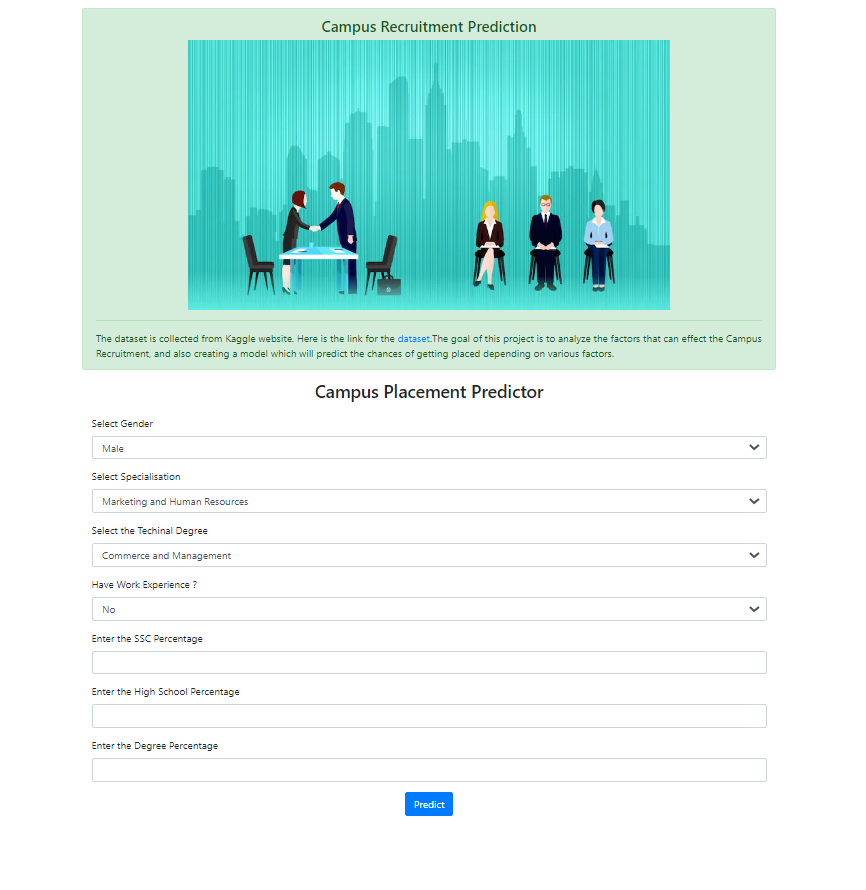 Campus Recruitment Prediction
The dataset is collected from Kaggle website. Here is the link for the dataset.The goal of this project is to analyze the factors that can effect the Campus
Recruitment, and also creating a model which will predict the chances of getting placed depending on various factors.
Campus Placement Predictor
Select Gender
Male
Select Specialisation
Marketing and Human Resources
Select the Techinal Degree
Commerce and Management
Have Work Experience ?
No
Enter the SSC Percentage
Enter the High School Percentage
Enter the Degree Percentage
Predict